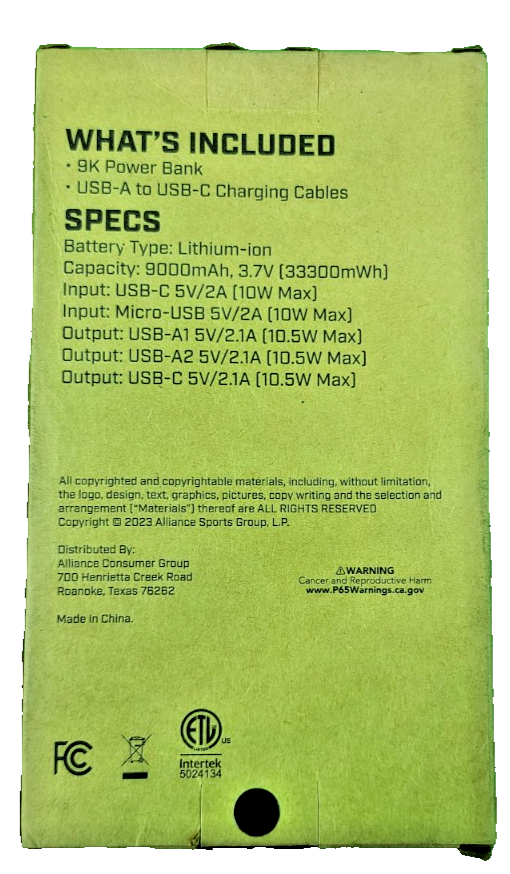 WHAT'S INCLUDED
• 9K Power Bank
• USB-A to USB-C Charging Cables
SPECS
Battery Type: Lithium-ion
Capacity: 9000mAh, 3.7V [33300mWh]
Input: USB-C 5V/2A [10W Max]
Input: Micro-USB 5V/2A [10W Max]
Output: USB-A1 5V/2.1A [10.5W Max]
Output: USB-A2 5V/2.1A [10.5W Max]
Output: USB-C 5V/2.1A [10.5W Max]
All copyrighted and copyrightable materials, including, without limitation,
the logo, design, text, graphics, pictures, copy writing and the selection and
arrangement ["Materials"] thereof are ALL RIGHTS RESERVED
Copyright © 2023 Alliance Sports Group, L.P.
Distributed By:
Alliance Consumer Group
700 Henrietta Creek Road
Roanoke, Texas 76262
⚠WARNING
Cancer and Reproductive Harm
www.P65Warnings.ca.gov
Made in China.
FC
ETL
LISTED
US
Intertek
5024134